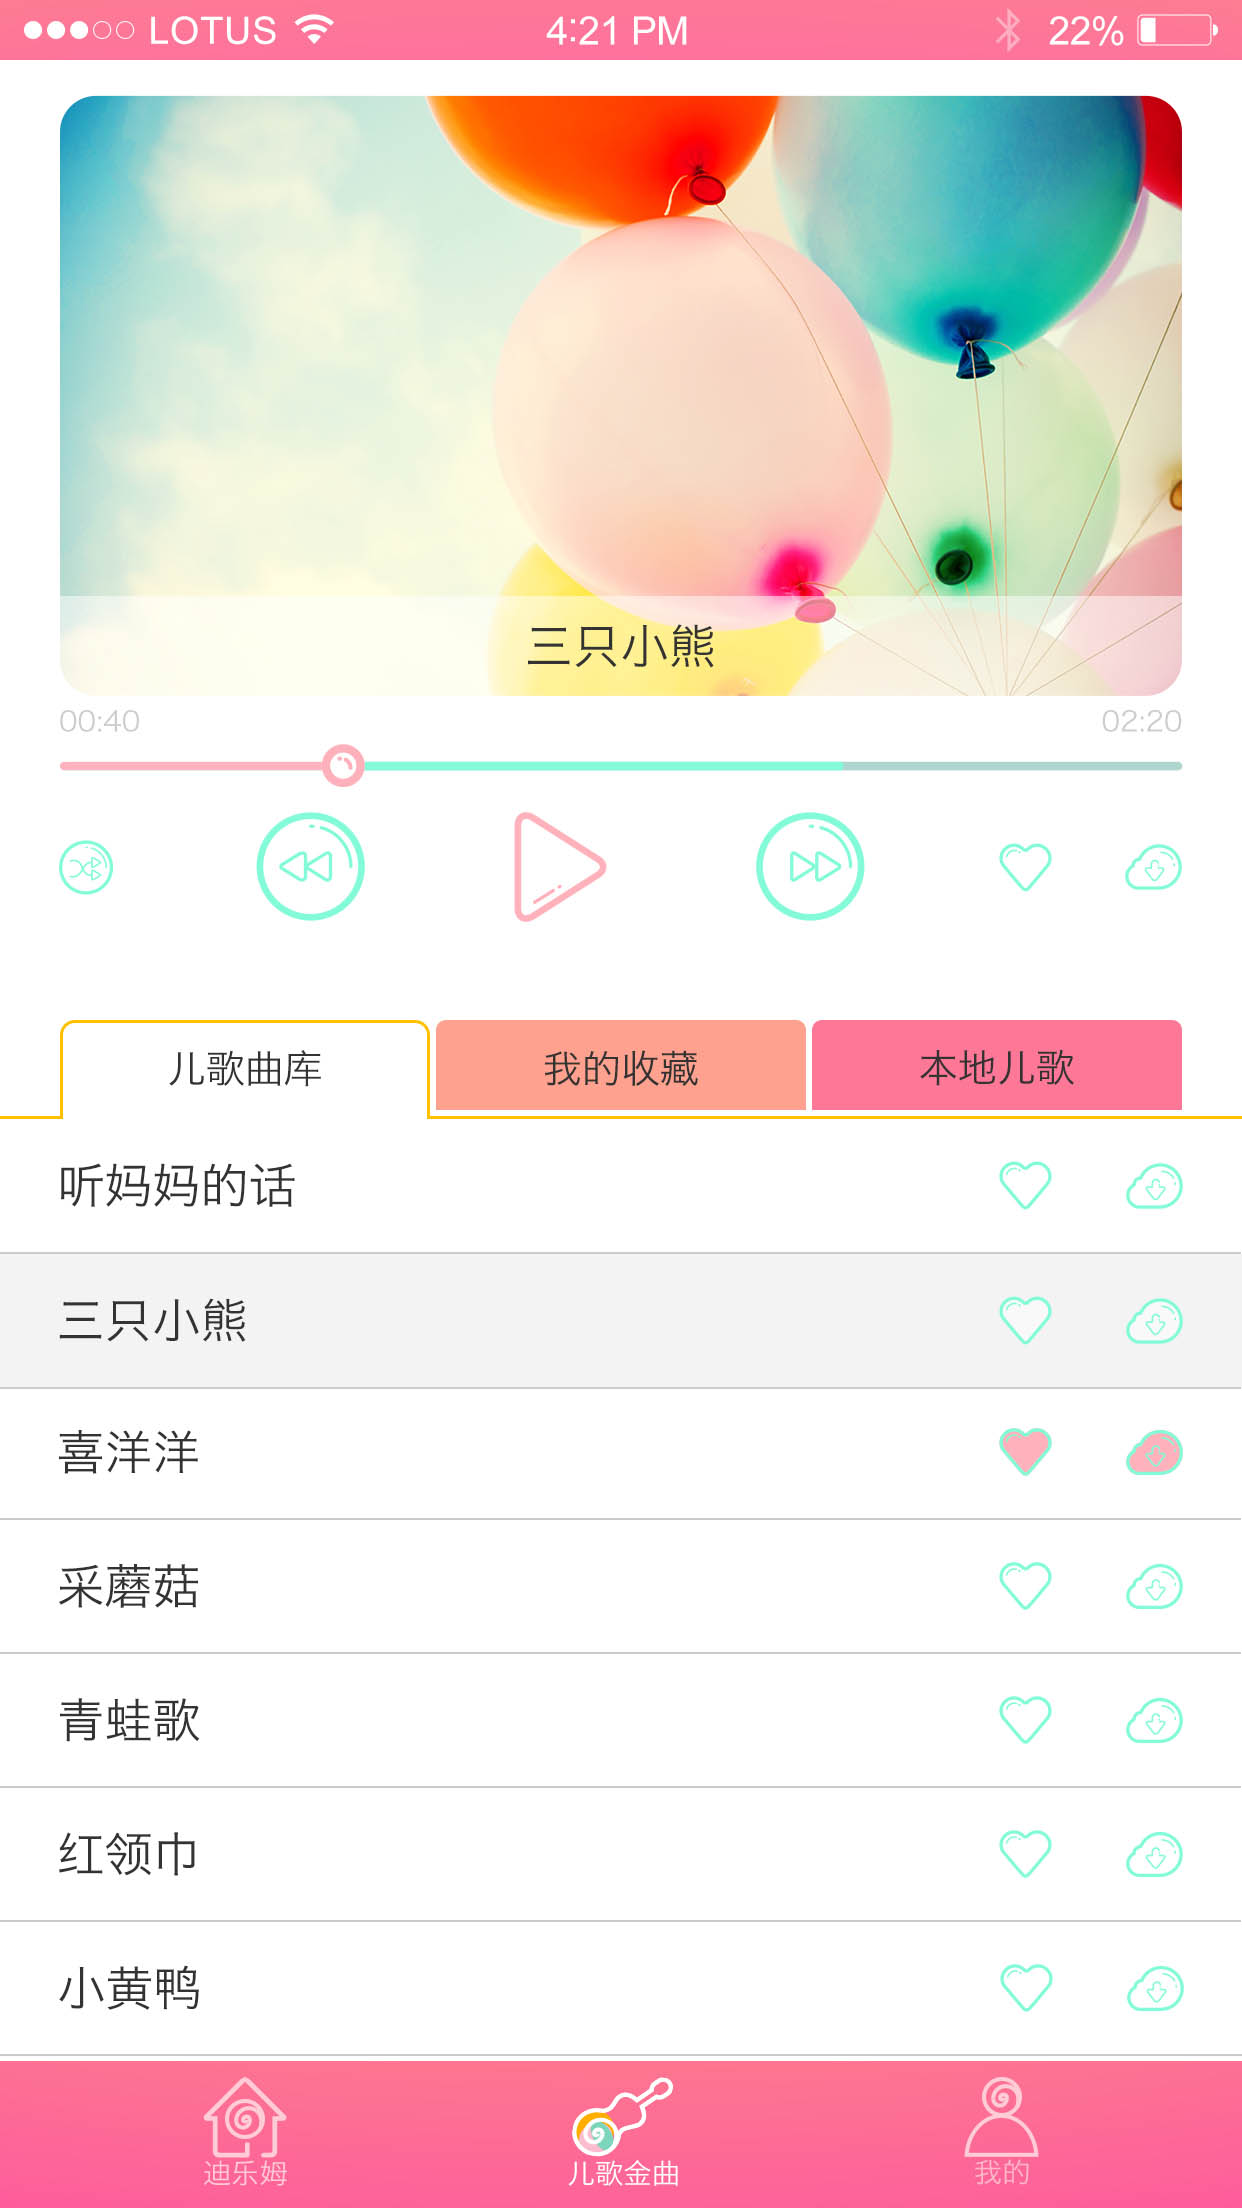 LOTUS 4:21 PM 22%
三只小熊
00:40 02:20
儿歌曲库 我的收藏 本地儿歌
听妈妈的话
三只小熊
喜洋洋
采蘑菇
青蛙歌
红领巾
小黄鸭
迪乐姆 儿歌金曲 我的